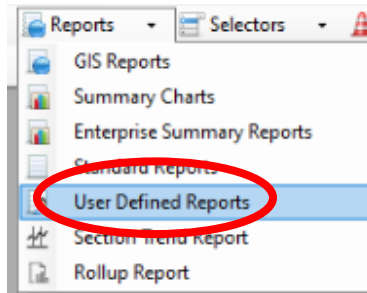 Reports Selectors
GIS Reports
Summary Charts
Enterprise Summary Reports
Standard Reports
User Defined Reports
Section Trend Report
Rollup Report